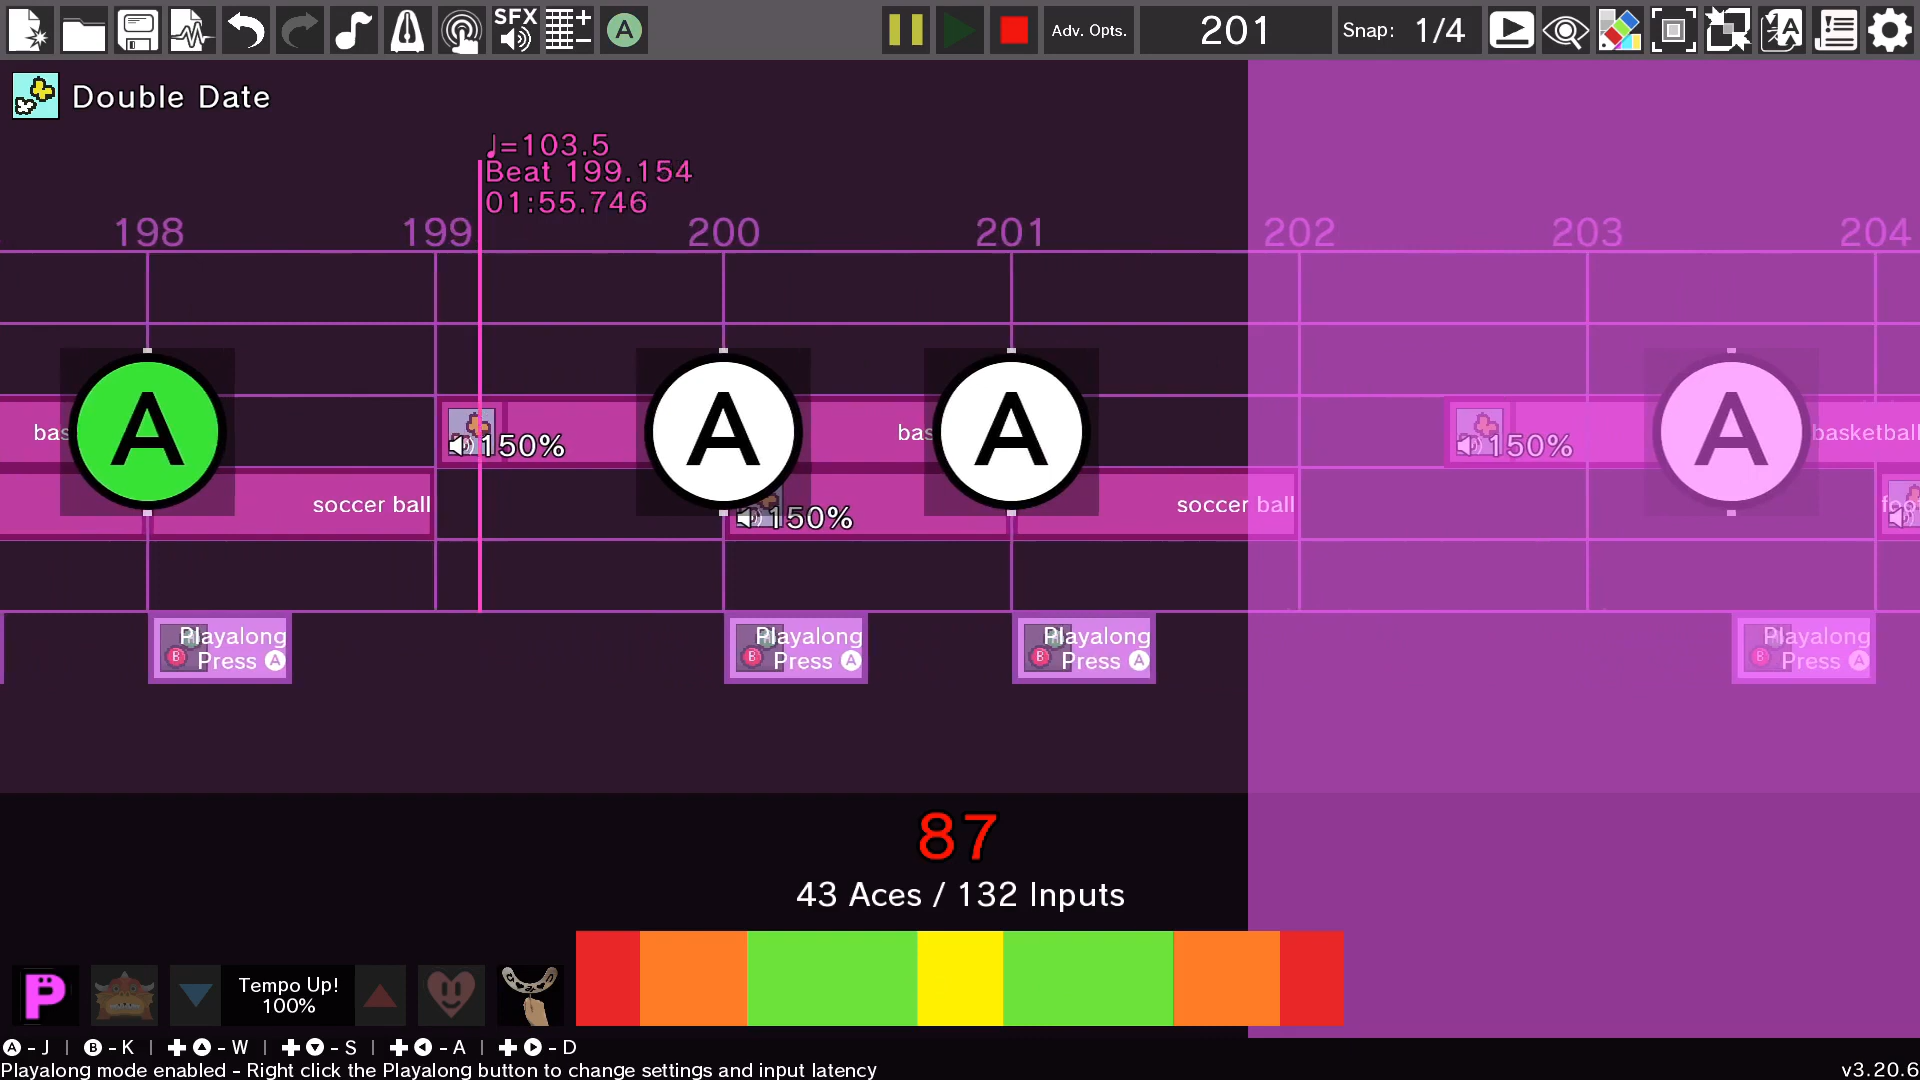 SFX
A
Adv. Opts.
201
Snap: 1/4
Double Date
♩=103.5
Beat 199.154
01:55.746
198
199
200
201
202
203
204
bas
A
150%
A
bas
A
150%
A
basketball
soccer ball
150%
soccer ball
foo
Playalong
Press A
B
Playalong
Press A
B
Playalong
Press A
B
Playalong
Press A
B
87
43 Aces / 132 Inputs
P
Tempo Up!
100%
A - J | B - K | ▲ - W | ▼ - S | ◀ - A | ▶ - D
Playalong mode enabled - Right click the Playalong button to change settings and input latency
v3.20.6